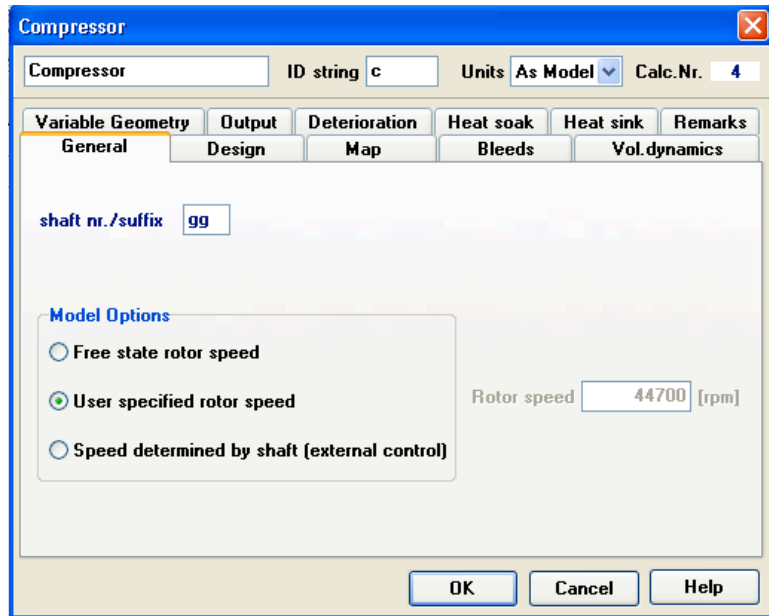 Compressor
Compressor ID string c Units As Model Calc.Nr. 4
Variable Geometry Output Deterioration Heat soak Heat sink Remarks
General Design Map Bleeds Vol.dynamics
shaft nr./suffix gg
Model Options
Free state rotor speed
User specified rotor speed Rotor speed 44700 [rpm]
Speed determined by shaft (external control)
OK Cancel Help